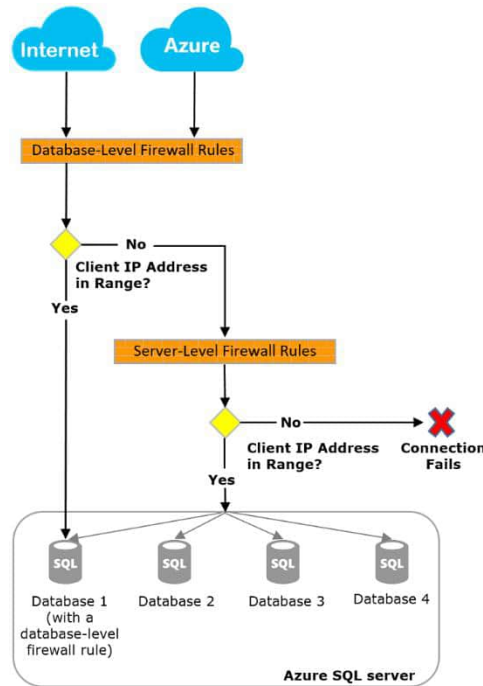 Internet
Azure
Database-Level Firewall Rules
No
Client IP Address
in Range?
Yes
Server-Level Firewall Rules
No
Client IP Address
in Range?
Connection
Fails
Yes
SQL
SQL
SQL
SQL
Database 1
(with a
database-level
firewall rule)
Database 2
Database 3
Database 4
Azure SQL server